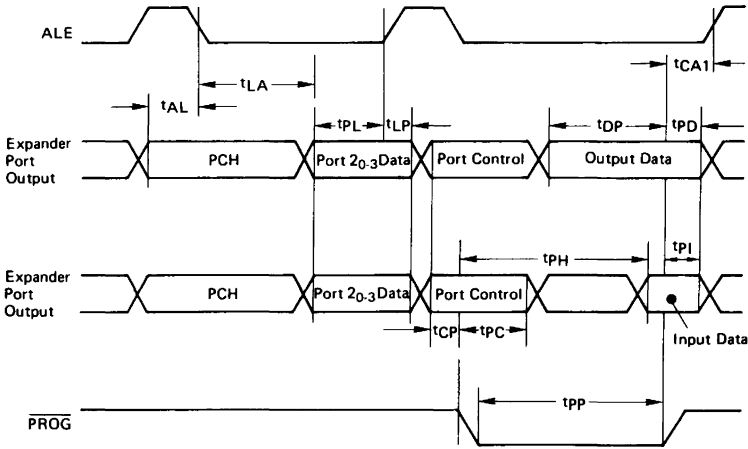 ALE
tCA1
tLA
tAL
tPL
tLP
tDP
tPD
Expander
Port
Output
PCH
Port 20-3Data
Port Control
Output Data
tPH
tPI
Expander
Port
Output
PCH
Port 20-3Data
Port Control
tCP
tPC
Input Data
tPP
PROG